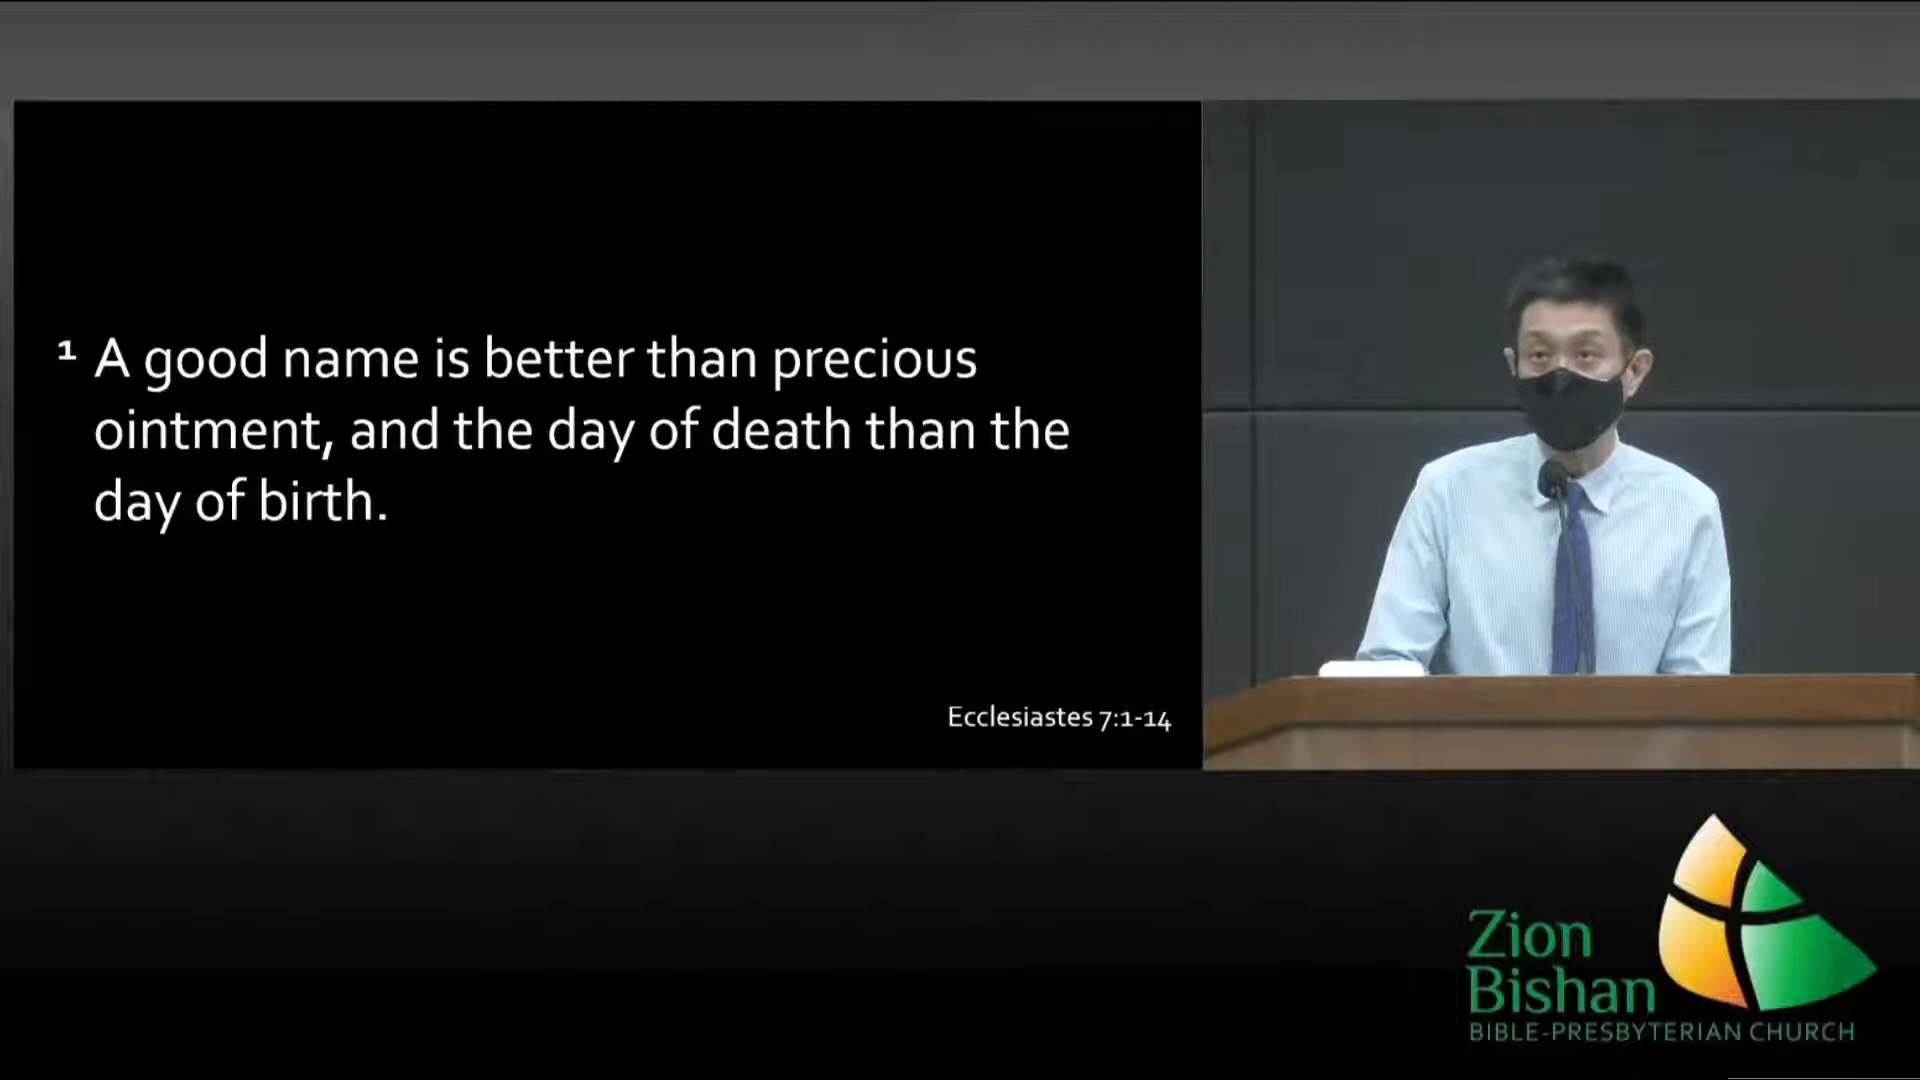 1 A good name is better than precious
ointment, and the day of death than the
day of birth.
Ecclesiastes 7:1-14
Zion
Bishan
BIBLE-PRESBYTERIAN CHURCH